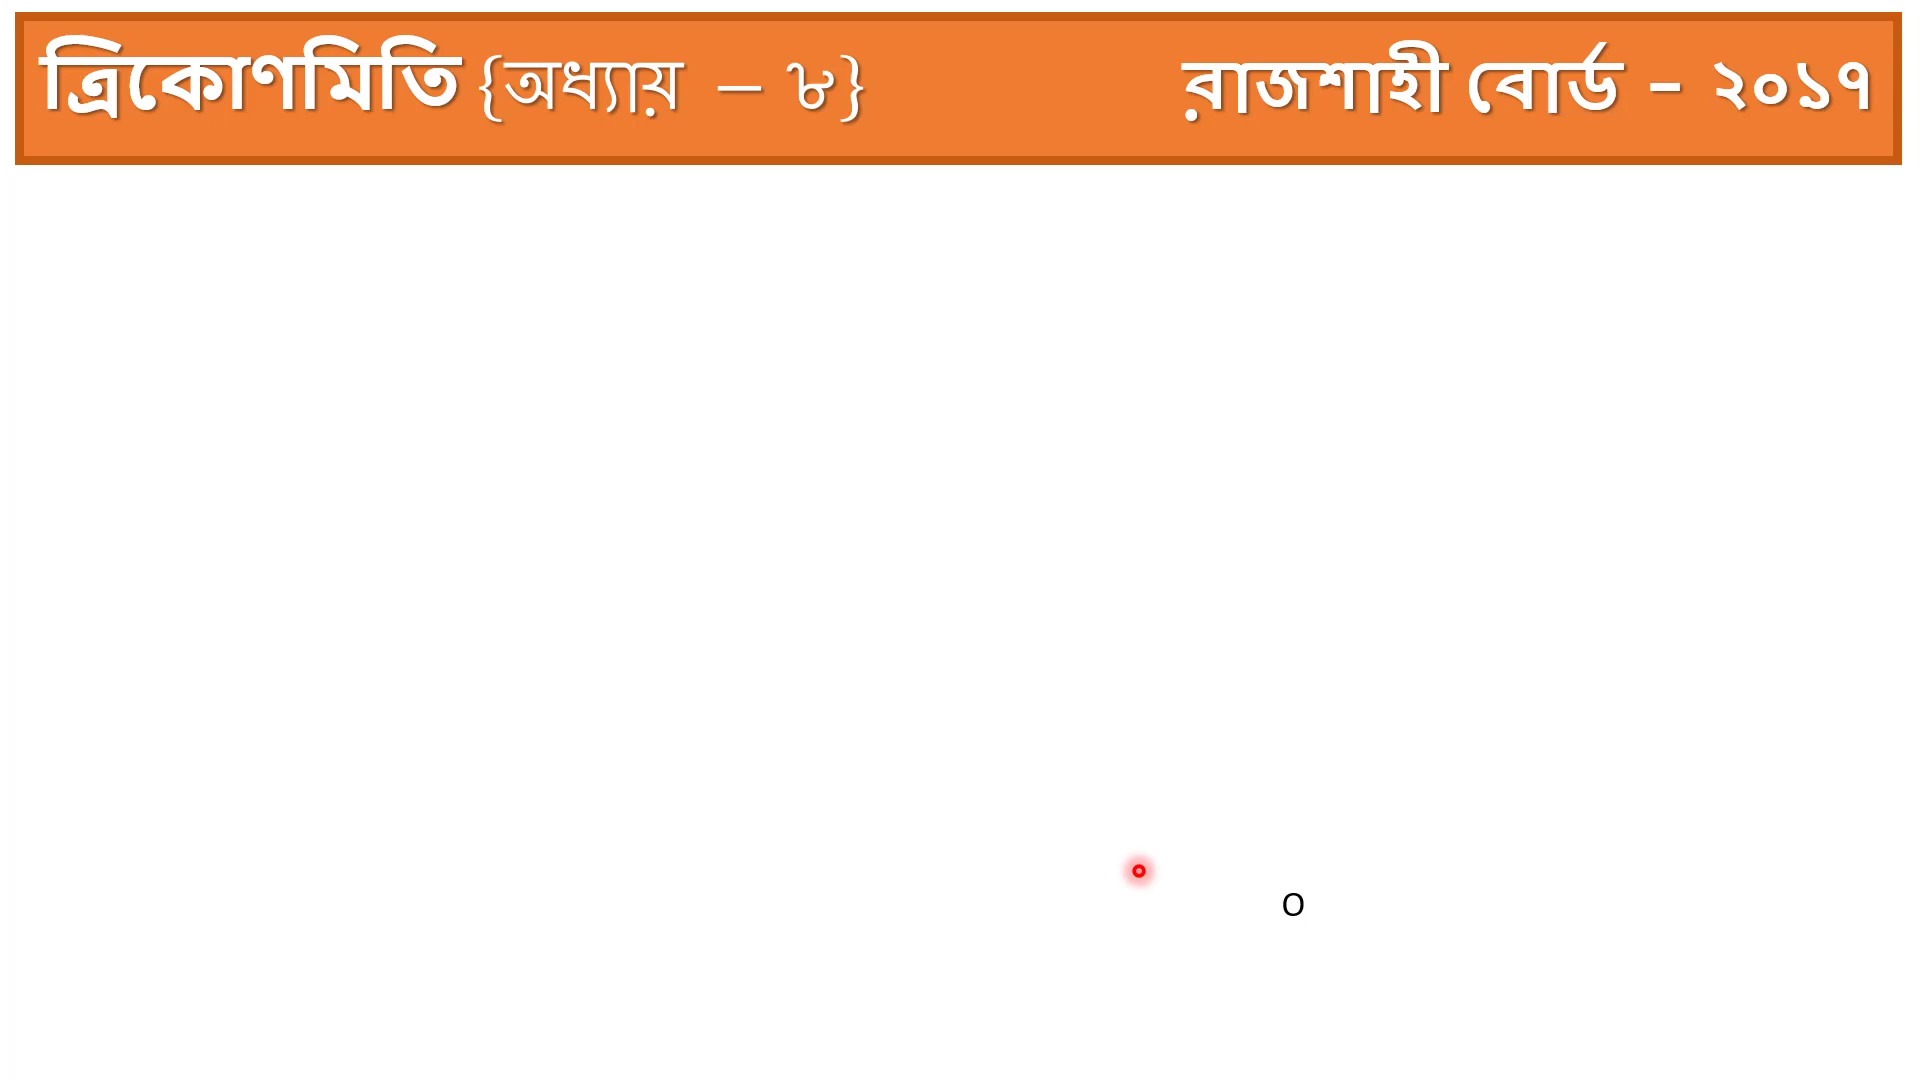 ত্রিকোণমিতি {অধ্যায় – ৮} রাজশাহী বোর্ড – ২০১৭
O